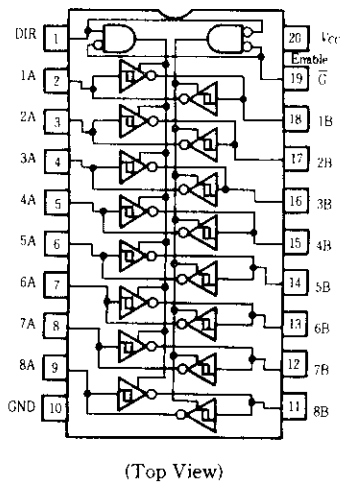 DIR 1 20 VCC
Enable
19 G̅
1A 2
18 1B
2A 3
17 2B
3A 4
16 3B
4A 5
15 4B
5A 6
14 5B
6A 7
13 6B
7A 8
12 7B
8A 9
11 8B
GND 10
(Top View)